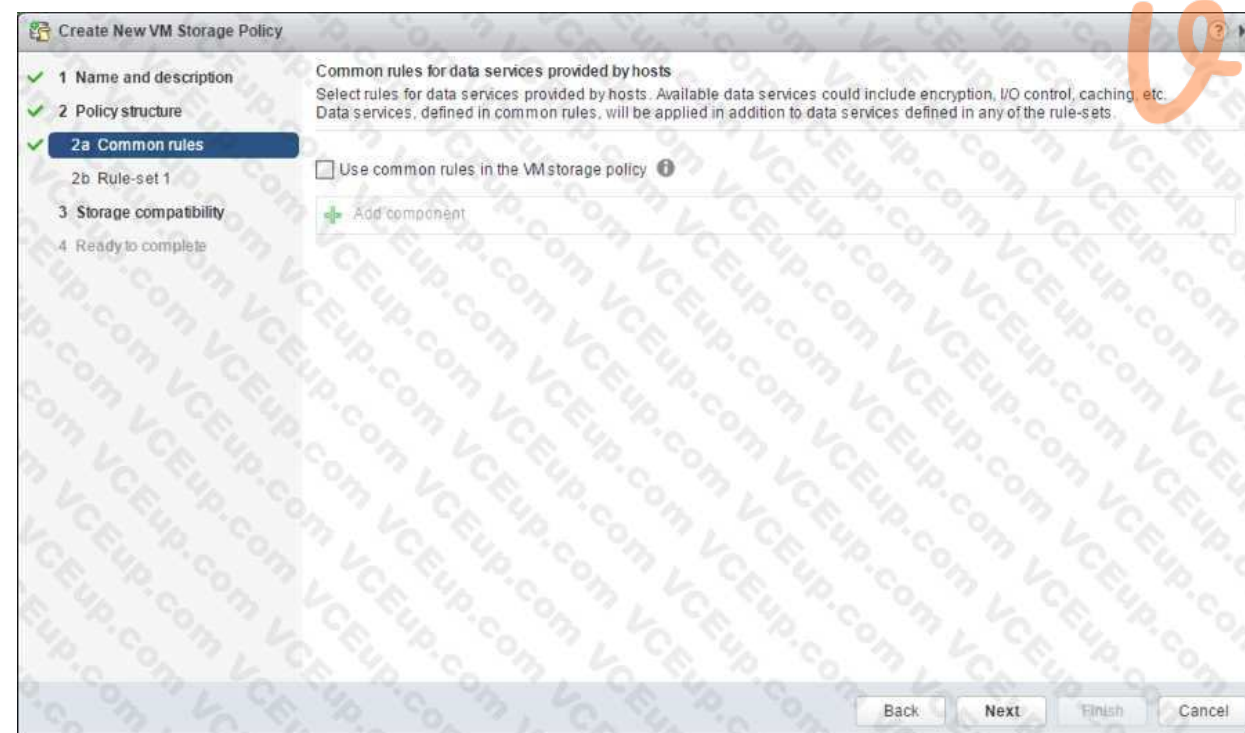 Create New VM Storage Policy
1 Name and description
2 Policy structure
2a Common rules
2b Rule-set 1
3 Storage compatibility
4 Ready to complete
Common rules for data services provided by hosts
Select rules for data services provided by hosts. Available data services could include encryption, I/O control, caching, etc.
Data services, defined in common rules, will be applied in addition to data services defined in any of the rule-sets.
Use common rules in the VM storage policy
Add component
Back
Next
Finish
Cancel
VCEup.com